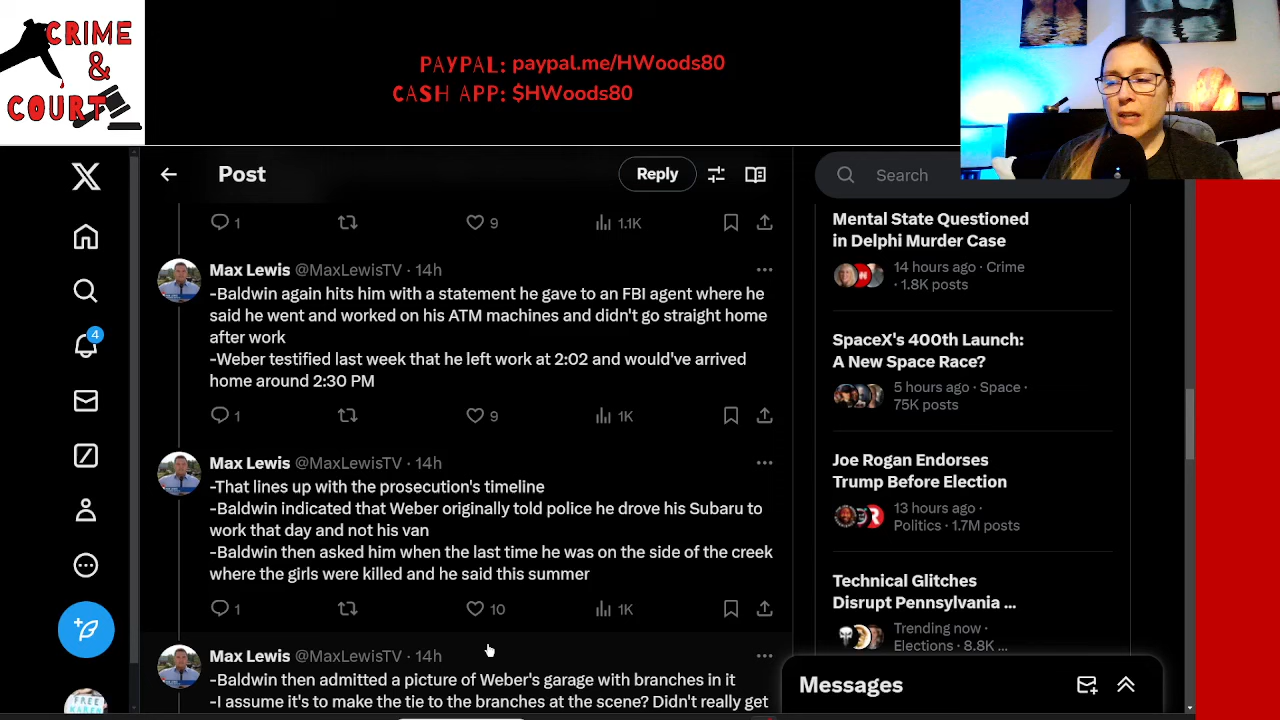 CRIME
&
COURT
PAYPAL: paypal.me/HWoods80
CASH APP: $HWoods80
Post
Reply
Search
1
9
1.1K
Max Lewis @MaxLewisTV · 14h
-Baldwin again hits him with a statement he gave to an FBI agent where he
said he went and worked on his ATM machines and didn't go straight home
after work
-Weber testified last week that he left work at 2:02 and would've arrived
home around 2:30 PM
1
9
1K
Max Lewis @MaxLewisTV · 14h
-That lines up with the prosecution's timeline
-Baldwin indicated that Weber originally told police he drove his Subaru to
work that day and not his van
-Baldwin then asked him when the last time he was on the side of the creek
where the girls were killed and he said this summer
1
10
1K
Max Lewis @MaxLewisTV · 14h
-Baldwin then admitted a picture of Weber's garage with branches in it
-I assume it's to make the tie to the branches at the scene? Didn't really get
4
FREE
Mental State Questioned
in Delphi Murder Case
14 hours ago · Crime
· 1.8K posts
SpaceX's 400th Launch:
A New Space Race?
5 hours ago · Space ·
75K posts
Joe Rogan Endorses
Trump Before Election
13 hours ago ·
Politics · 1.7M posts
Technical Glitches
Disrupt Pennsylvania ...
Trending now ·
Elections · 8.8K ...
Messages